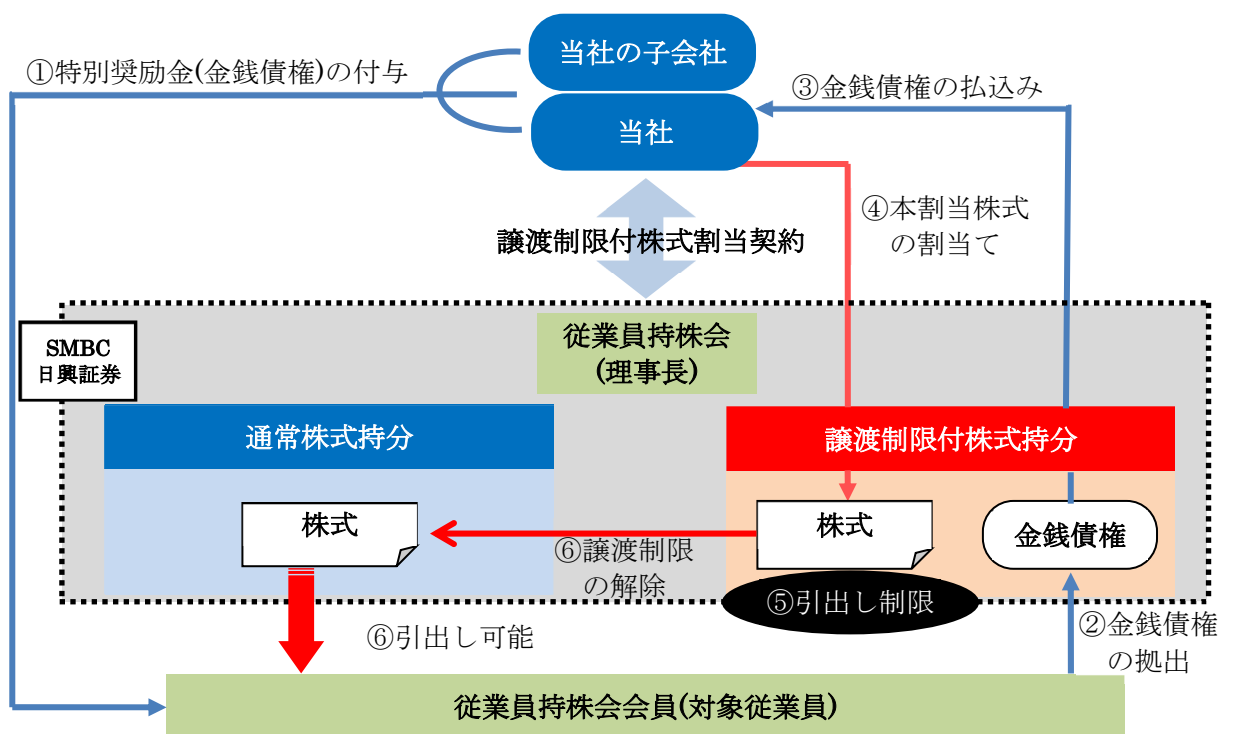 当社の子会社
①特別奨励金(金銭債権)の付与
③金銭債権の払込み
当社
④本割当株式
の割当て
譲渡制限付株式割当契約
従業員持株会
(理事長)
SMBC
日興証券
通常株式持分
譲渡制限付株式持分
株式
株式
金銭債権
⑥譲渡制限
の解除
⑤引出し制限
⑥引出し可能
②金銭債権
の拠出
従業員持株会会員(対象従業員)